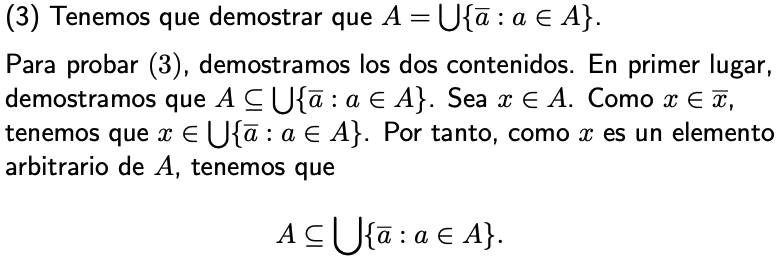 (3) Tenemos que demostrar que $A = \bigcup\{\overline{a} : a \in A\}$.
Para probar (3), demostramos los dos contenidos. En primer lugar,
demostramos que $A \subseteq \bigcup\{\overline{a} : a \in A\}$. Sea $x \in A$. Como $x \in \overline{x}$,
tenemos que $x \in \bigcup\{\overline{a} : a \in A\}$. Por tanto, como $x$ es un elemento
arbitrario de $A$, tenemos que
$A \subseteq \bigcup\{\overline{a} : a \in A\}.$